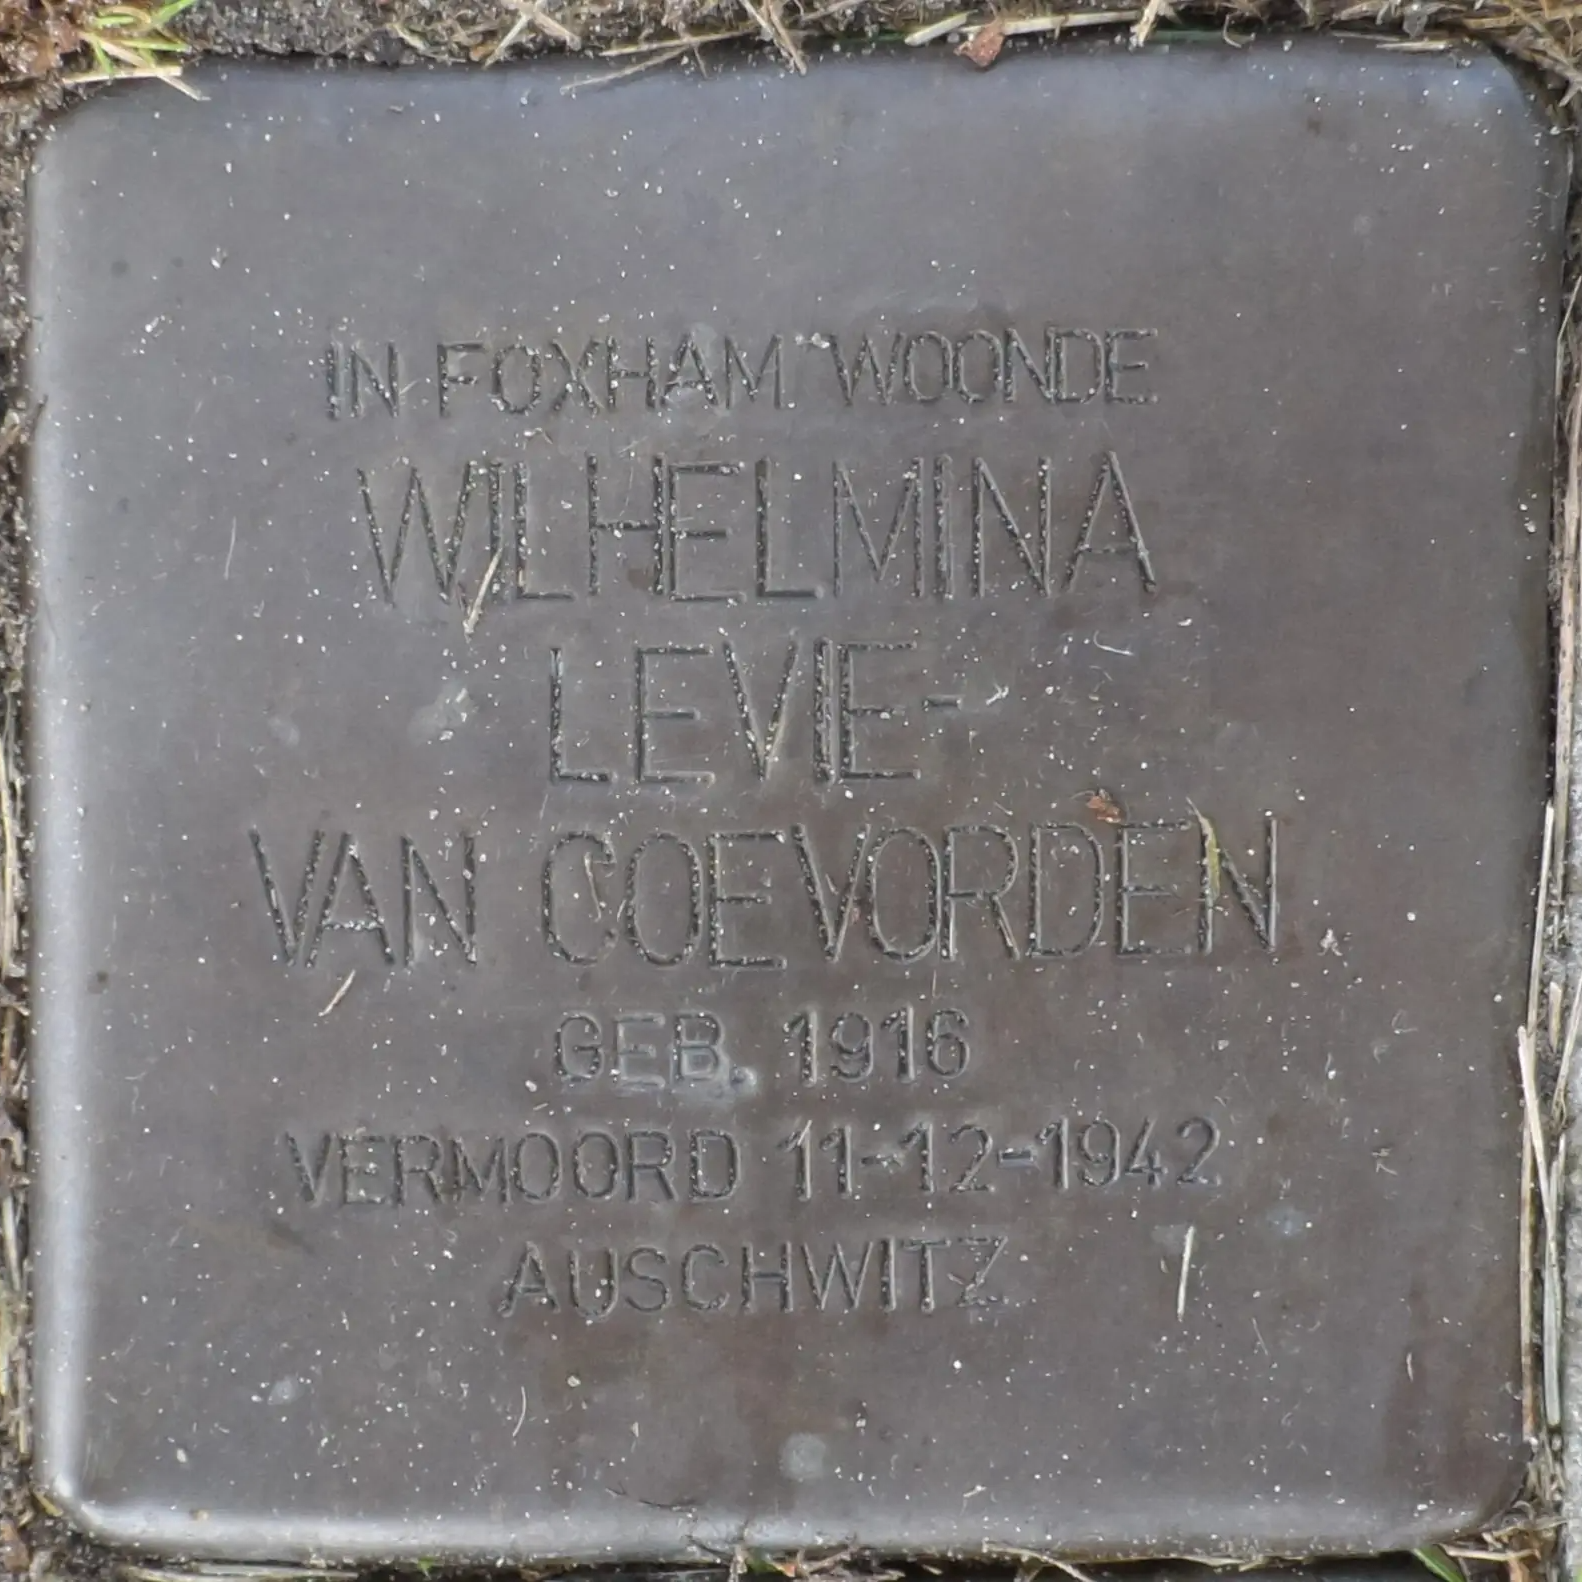 IN FOXHAM WOONDE
WILHELMINA
LEVIE-
VAN COEVORDEN
GEB. 1916
VERMOORD 11-12-1942
AUSCHWITZ